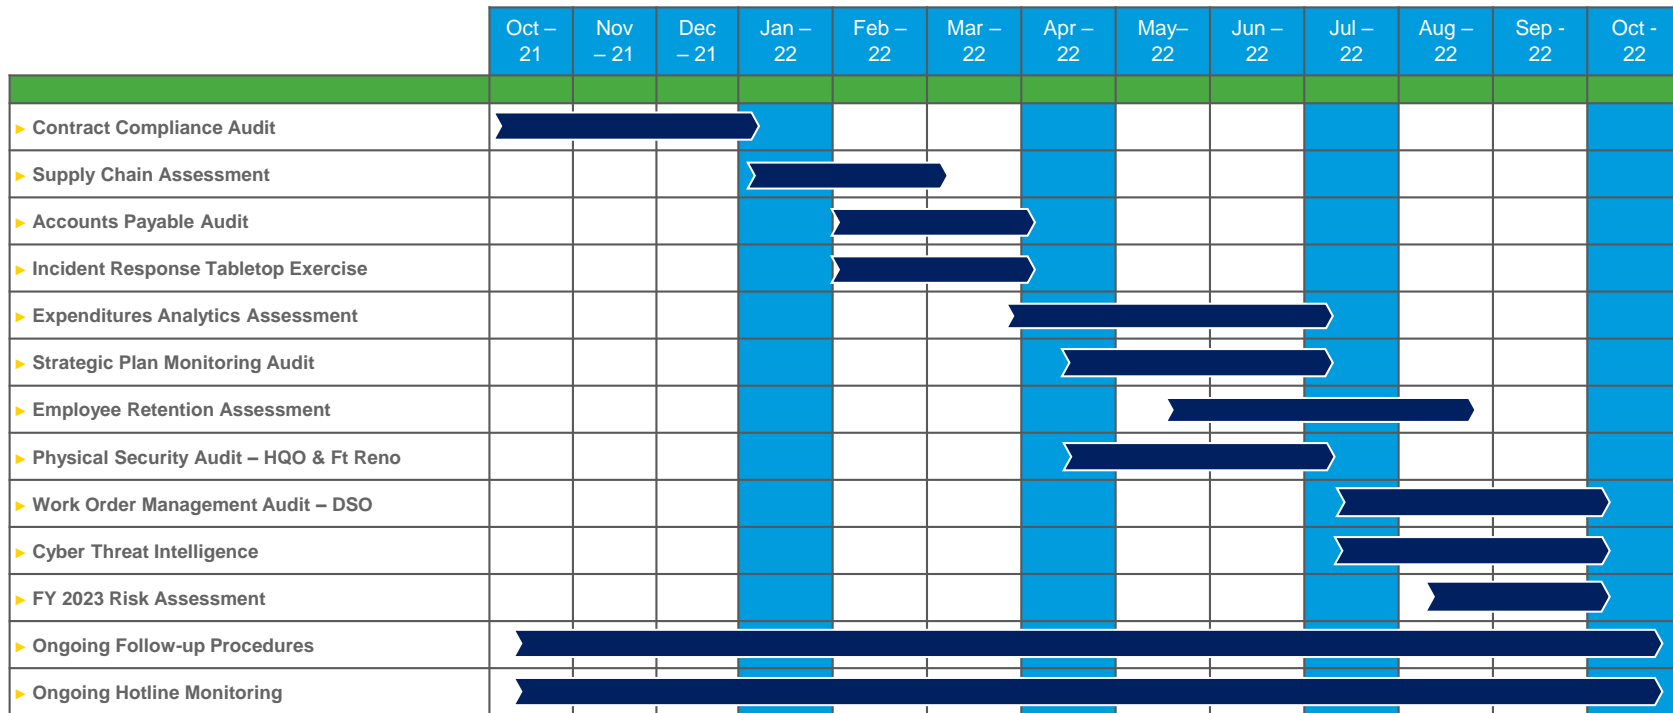 Oct – Nov Dec Jan – Feb – Mar – Apr – May– Jun – Jul – Aug – Sep - Oct -
21 – 21 – 21 22 22 22 22 22 22 22 22 22 22
► Contract Compliance Audit
► Supply Chain Assessment
► Accounts Payable Audit
► Incident Response Tabletop Exercise
► Expenditures Analytics Assessment
► Strategic Plan Monitoring Audit
► Employee Retention Assessment
► Physical Security Audit – HQO & Ft Reno
► Work Order Management Audit – DSO
► Cyber Threat Intelligence
► FY 2023 Risk Assessment
► Ongoing Follow-up Procedures
► Ongoing Hotline Monitoring